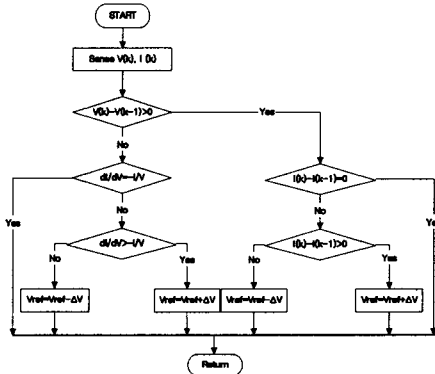 START
Sense V(k), I (k)
V(k)-V(k-1)>0
Yes
No
dI/dV=-I/V
I(k)-I(k-1)=0
Yes
No
No
Ye
dI/dV>-I/V
I(k)-I(k-1)>0
No
Yes
No
Yes
Vref=Vref-ΔV
Vref=Vref+ΔV
Vref=Vref-ΔV
Vref=Vref+ΔV
Return